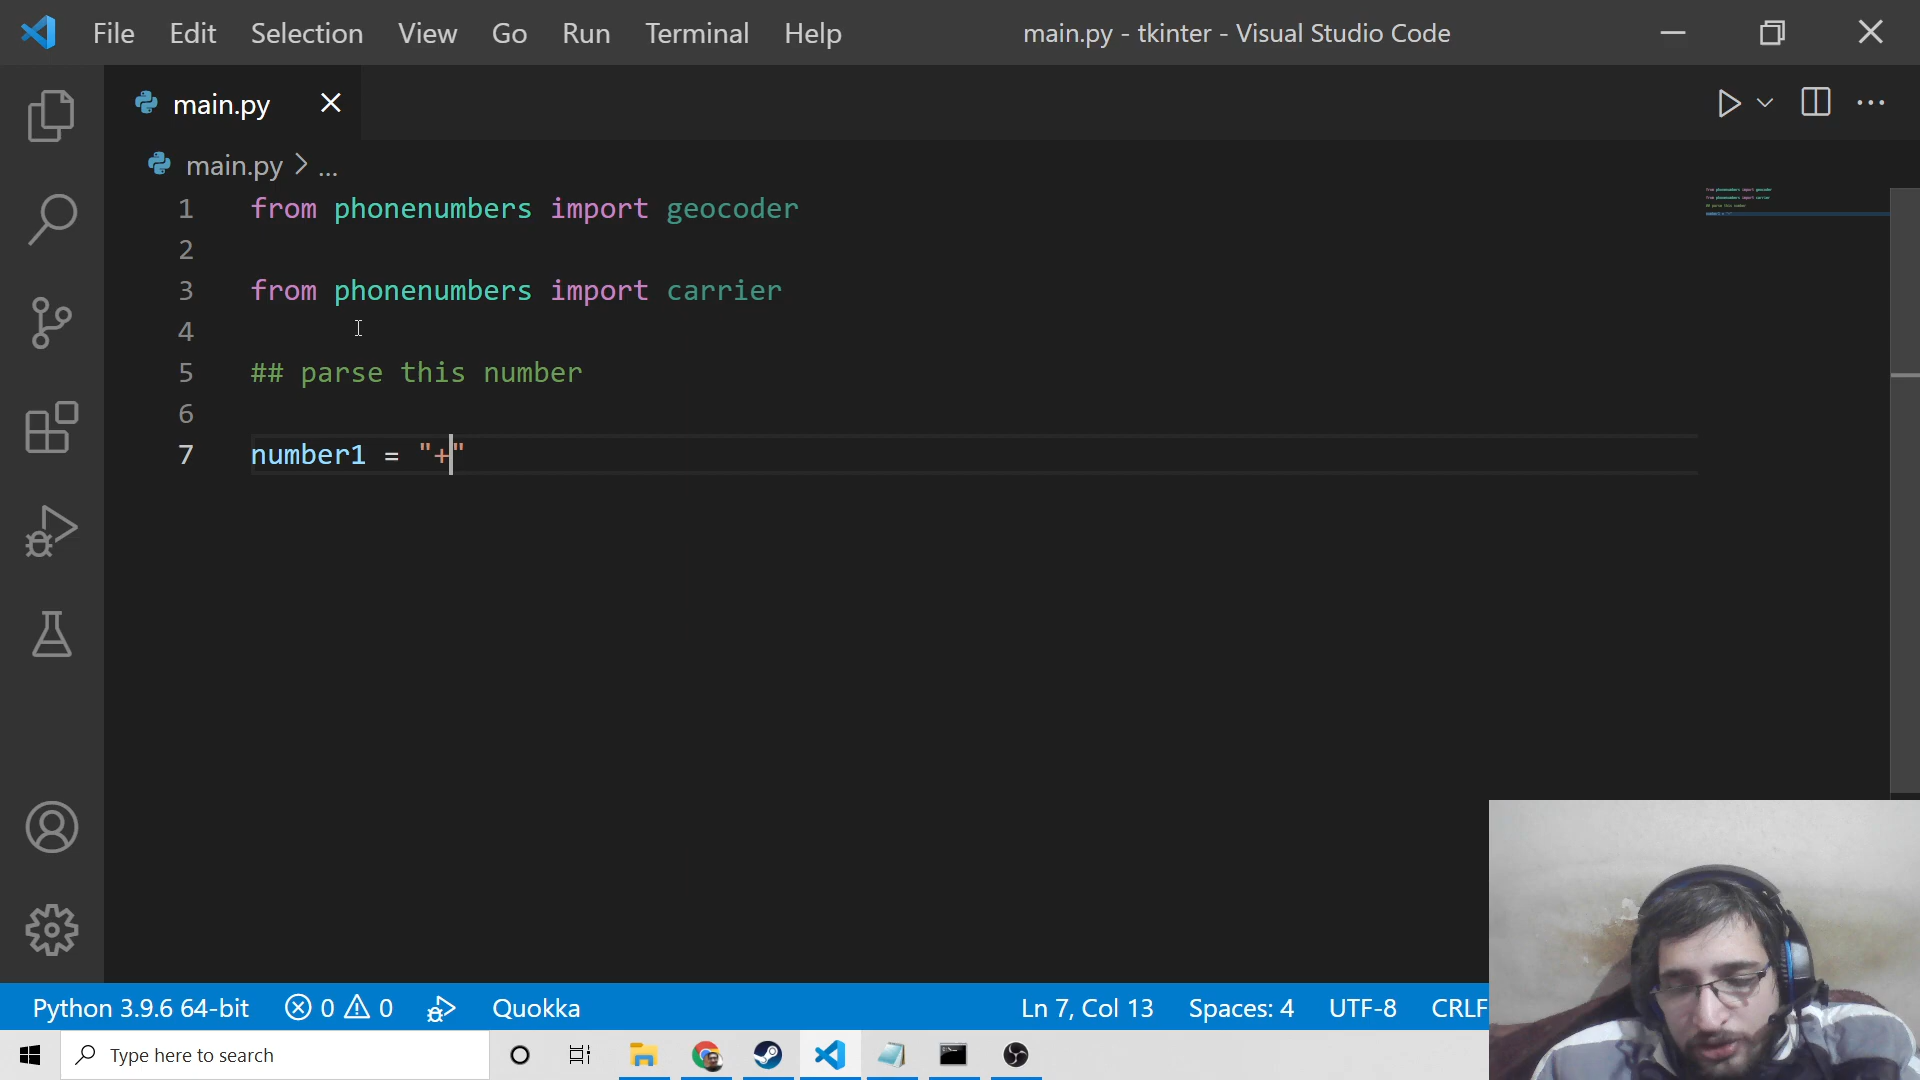 File Edit Selection View Go Run Terminal Help main.py - tkinter - Visual Studio Code
main.py
main.py > ...
1 from phonenumbers import geocoder
2
3 from phonenumbers import carrier
4
5 ## parse this number
6
7 number1 = "+"
Python 3.9.6 64-bit 0 0 Quokka Ln 7, Col 13 Spaces: 4 UTF-8 CRLF
Type here to search